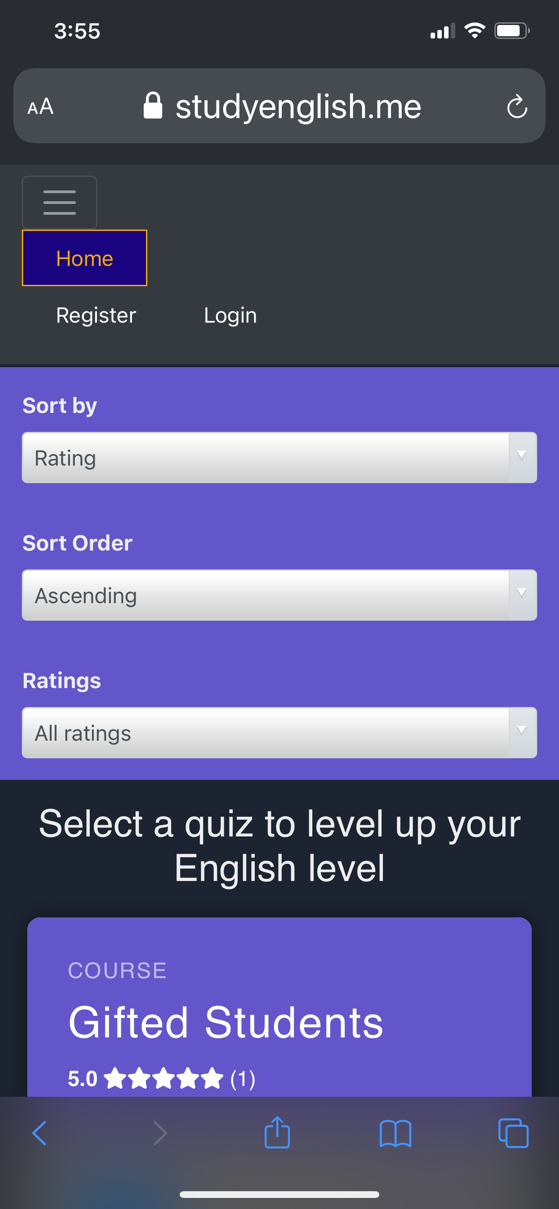 3:55
AA studyenglish.me
Home
Register Login
Sort by
Rating
Sort Order
Ascending
Ratings
All ratings
Select a quiz to level up your
English level
COURSE
Gifted Students
5.0 ★★★★★ (1)